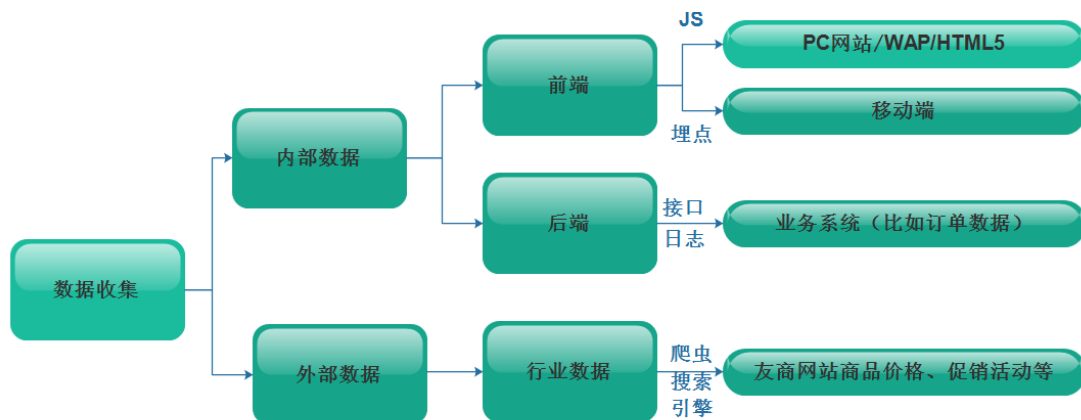 JS
PC网站/WAP/HTML5
前端
移动端
埋点
内部数据
后端
接口
日志
业务系统（比如订单数据）
数据收集
外部数据
行业数据
爬虫
搜索
引擎
友商网站商品价格、促销活动等